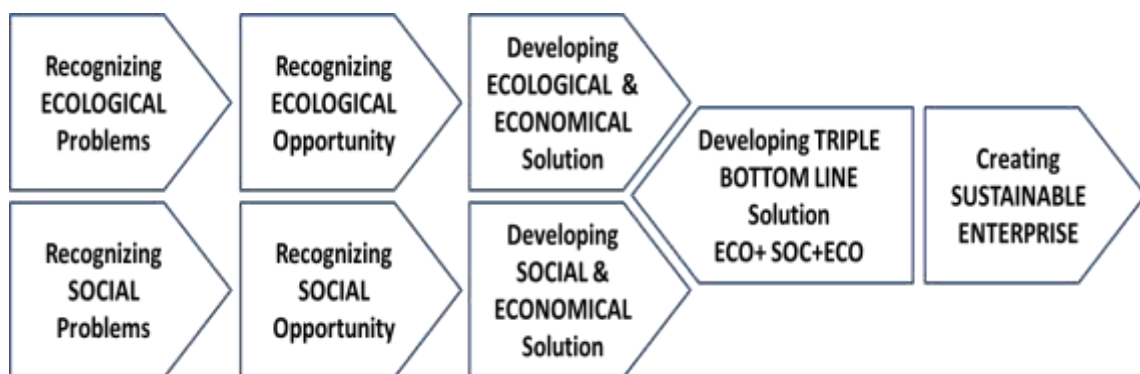 Recognizing
ECOLOGICAL
Problems
Recognizing
ECOLOGICAL
Opportunity
Developing
ECOLOGICAL &
ECONOMICAL
Solution
Recognizing
SOCIAL
Problems
Recognizing
SOCIAL
Opportunity
Developing
SOCIAL &
ECONOMICAL
Solution
Developing TRIPLE
BOTTOM LINE
Solution
ECO+ SOC+ECO
Creating
SUSTAINABLE
ENTERPRISE